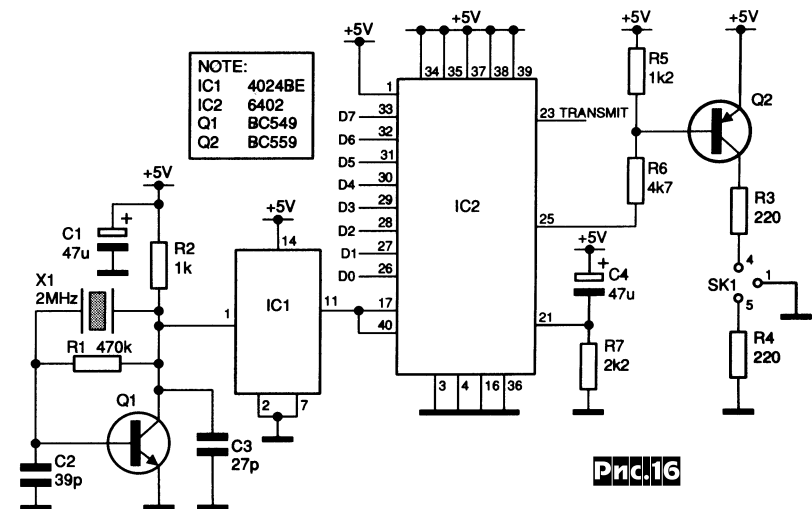 NOTE:
IC1 4024BE
IC2 6402
Q1 BC549
Q2 BC559
+5V
C1
47u
+
R2
1k
X1
2MHz
R1 470k
Q1
C2
39p
C3
27p
+5V
14
IC1
1
11
2
7
+5V
+5V
34 35 37 38 39
1
D7 33
D6 32
D5 31
D4 30
D3 29
D2 28
D1 27
D0 26
17
40
IC2
23 TRANSMIT
25
21
3 4 16 36
+5V
+
C4
47u
R7
2k2
+5V
R5
1k2
R6
4k7
+5V
Q2
R3
220
4
SK1
1
5
R4
220
Рис.16